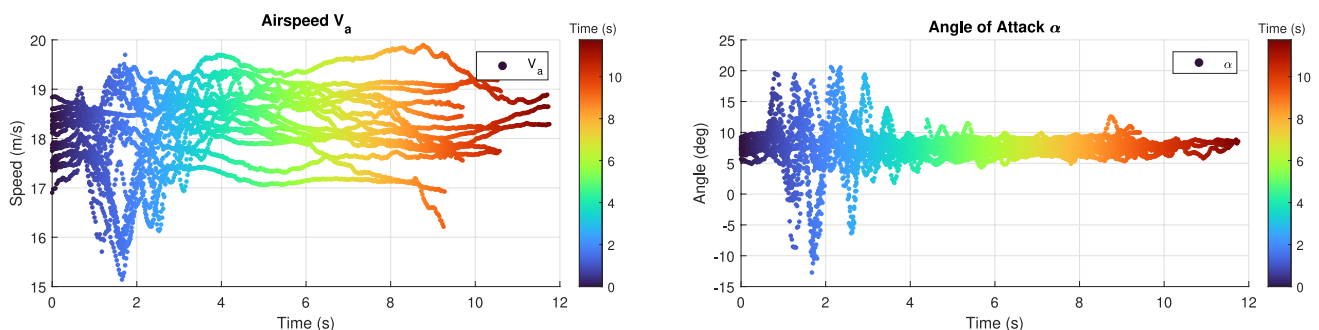 Airspeed V_a
Time (s)
20
19
18
17
16
15
Speed (m/s)
V_a
10
8
6
4
2
0
0 2 4 6 8 10 12
Time (s)
Angle of Attack α
Time (s)
25
20
15
10
5
0
-5
-10
-15
Angle (deg)
α
10
8
6
4
2
0
0 2 4 6 8 10 12
Time (s)